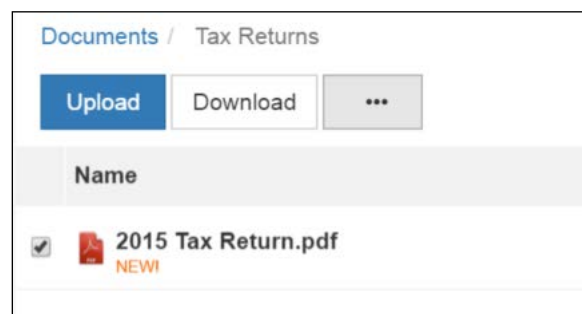 Documents / Tax Returns
Upload Download •••
Name
2015 Tax Return.pdf
NEW!